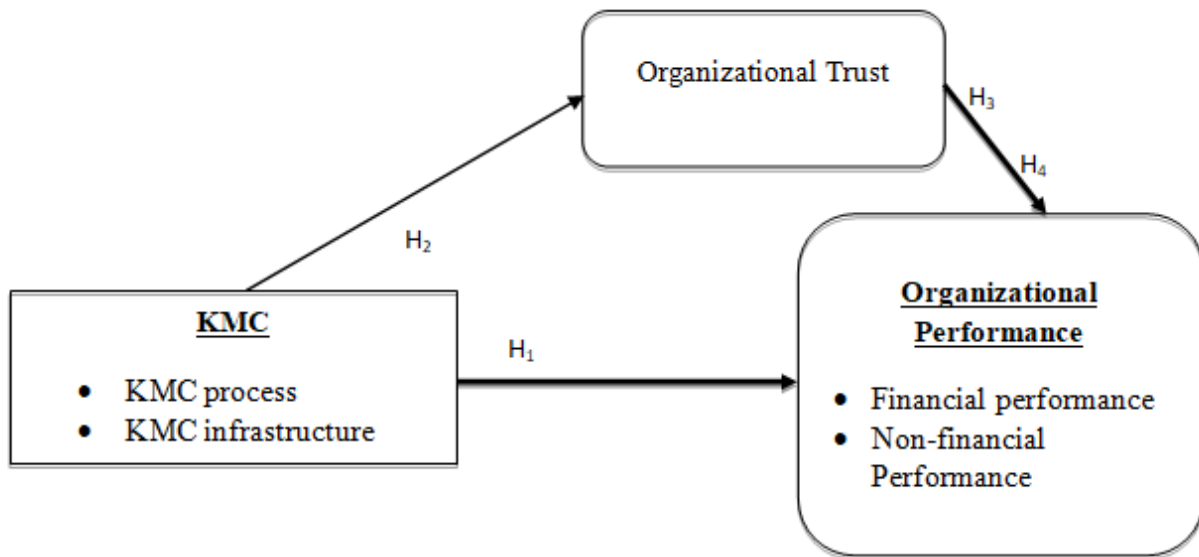 Organizational Trust
H₃
H₄
H₂
KMC
• KMC process
• KMC infrastructure
H₁
Organizational
Performance
• Financial performance
• Non-financial
Performance